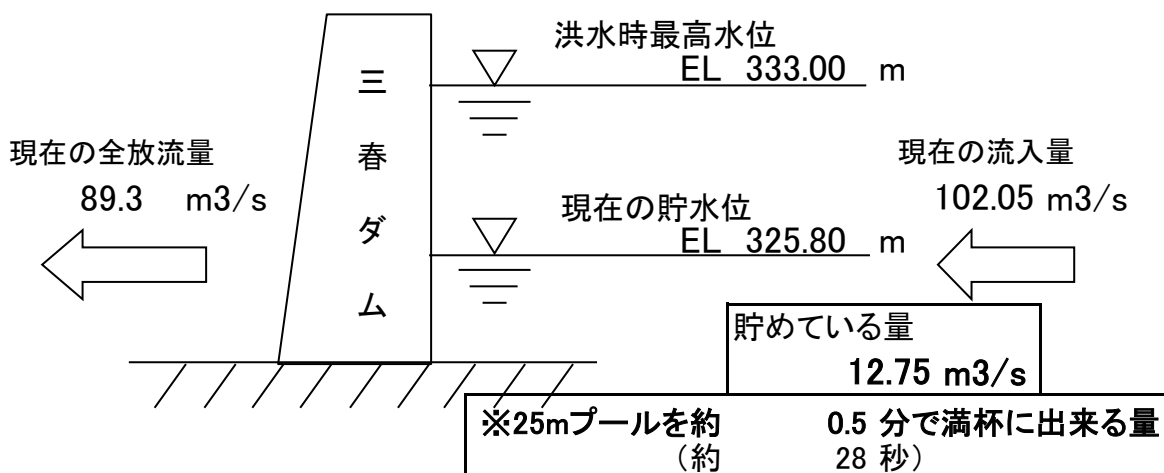 洪水時最高水位
EL 333.00 m
三春ダム
現在の全放流量
89.3 m3/s
現在の流入量
102.05 m3/s
現在の貯水位
EL 325.80 m
貯めている量
12.75 m3/s
※25mプールを約 0.5 分で満杯に出来る量
(約 28 秒)